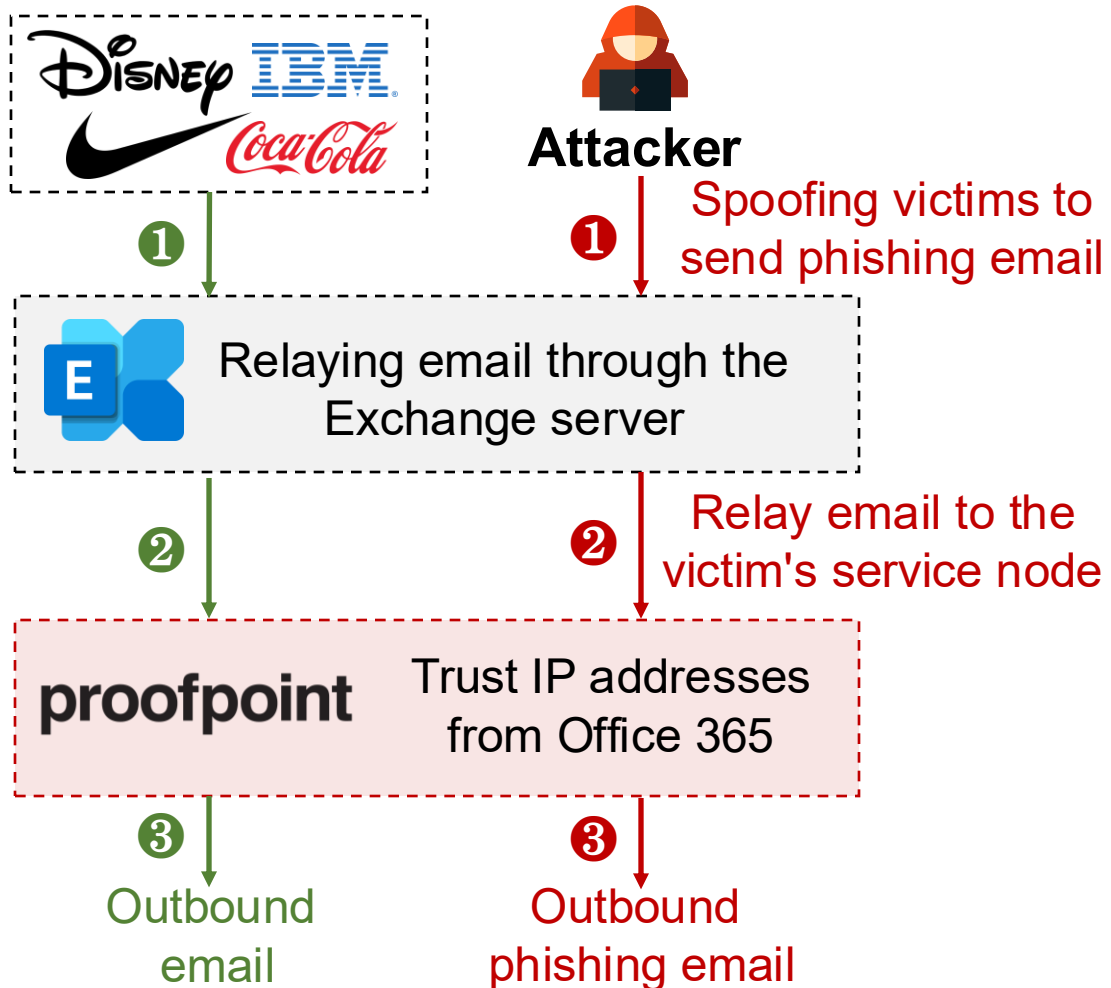 Disney IBM®
Coca-Cola
Attacker
Spoofing victims to
send phishing email
1 1
E
Relaying email through the
Exchange server
Relay email to the
victim's service node
2 2
proofpoint
Trust IP addresses
from Office 365
3 3
Outbound
email
Outbound
phishing email